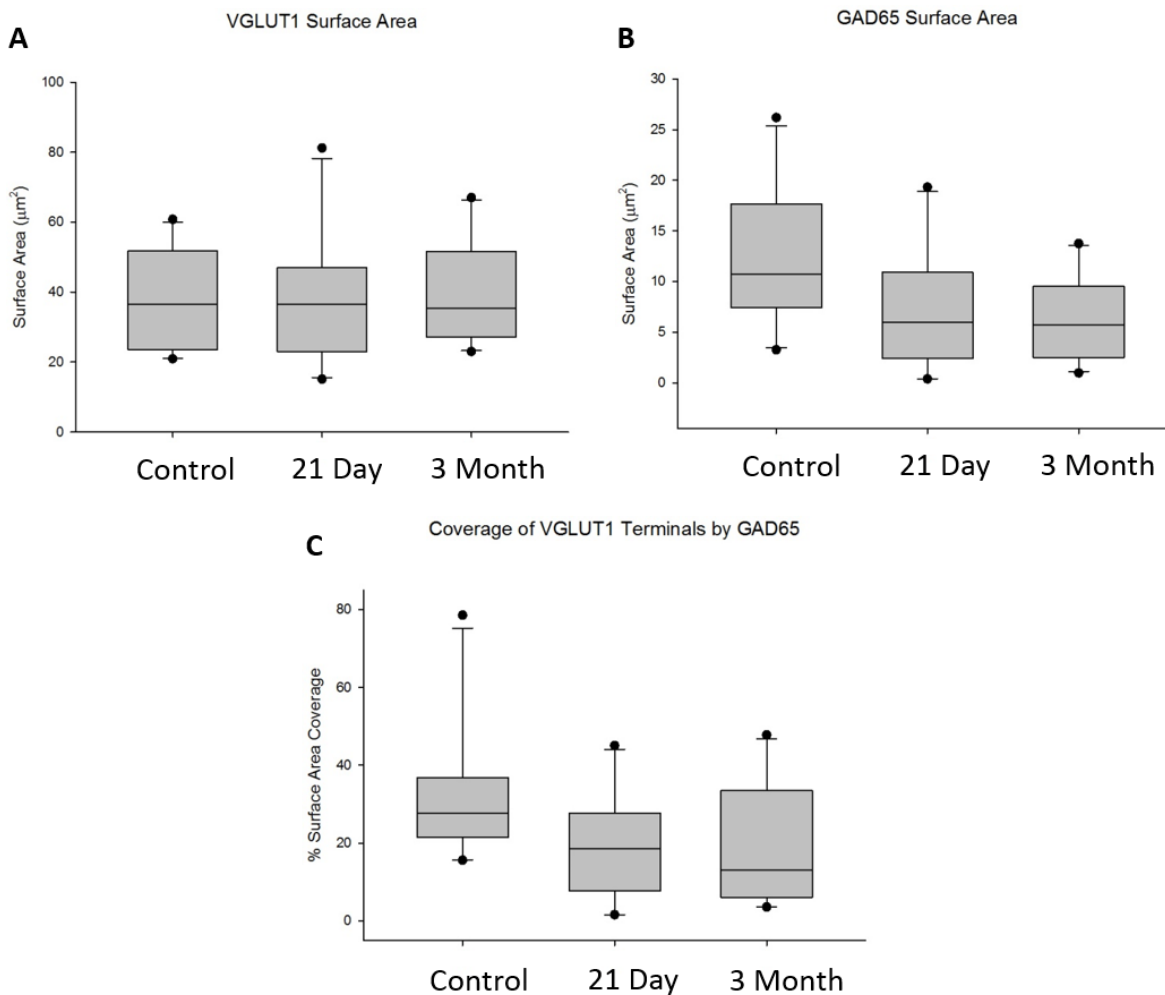 A
VGLUT1 Surface Area
100
80
60
40
20
0
Surface Area (μm²)
Control
21 Day
3 Month
B
GAD65 Surface Area
30
25
20
15
10
5
0
Surface Area (μm²)
Control
21 Day
3 Month
C
Coverage of VGLUT1 Terminals by GAD65
80
60
40
20
0
% Surface Area Coverage
Control
21 Day
3 Month